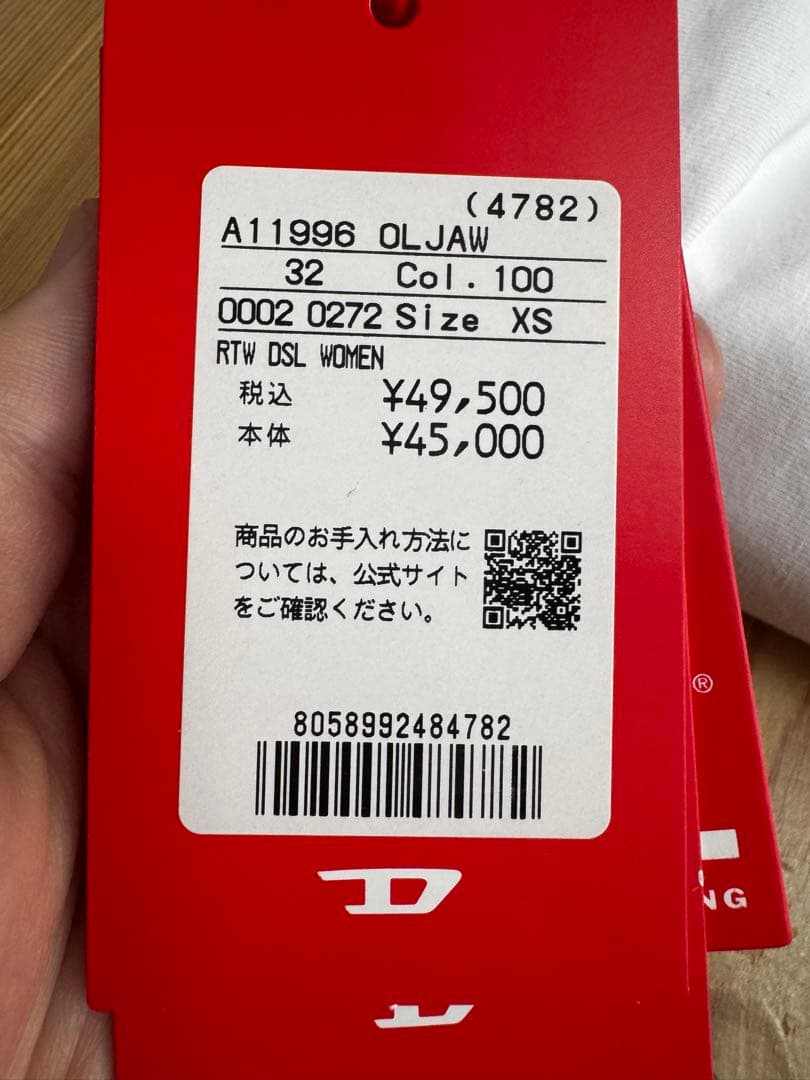 (4782)
A11996 OLJAW
32 Col.100
0002 0272 Size XS
RTW DSL WOMEN
税込 ¥49,500
本体 ¥45,000
商品のお手入れ方法に
ついては、公式サイト
をご確認ください。
8058992484782
®
NG